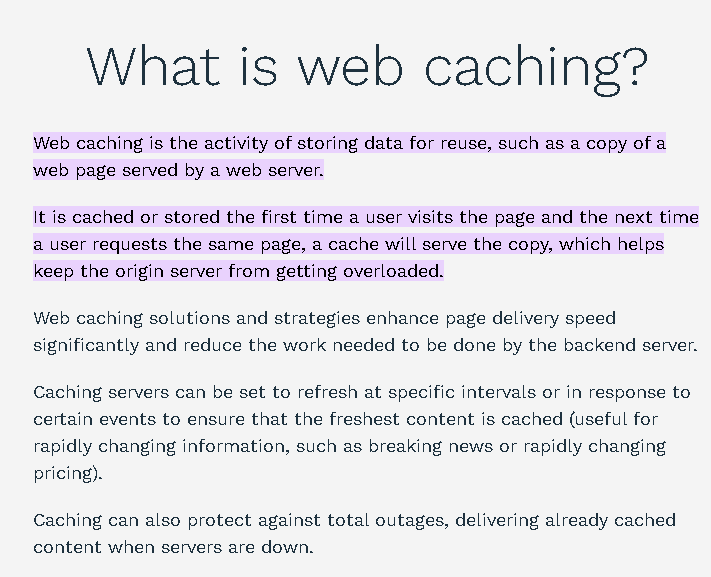 What is web caching?
Web caching is the activity of storing data for reuse, such as a copy of a
web page served by a web server.
It is cached or stored the first time a user visits the page and the next time
a user requests the same page, a cache will serve the copy, which helps
keep the origin server from getting overloaded.
Web caching solutions and strategies enhance page delivery speed
significantly and reduce the work needed to be done by the backend server.
Caching servers can be set to refresh at specific intervals or in response to
certain events to ensure that the freshest content is cached (useful for
rapidly changing information, such as breaking news or rapidly changing
pricing).
Caching can also protect against total outages, delivering already cached
content when servers are down.